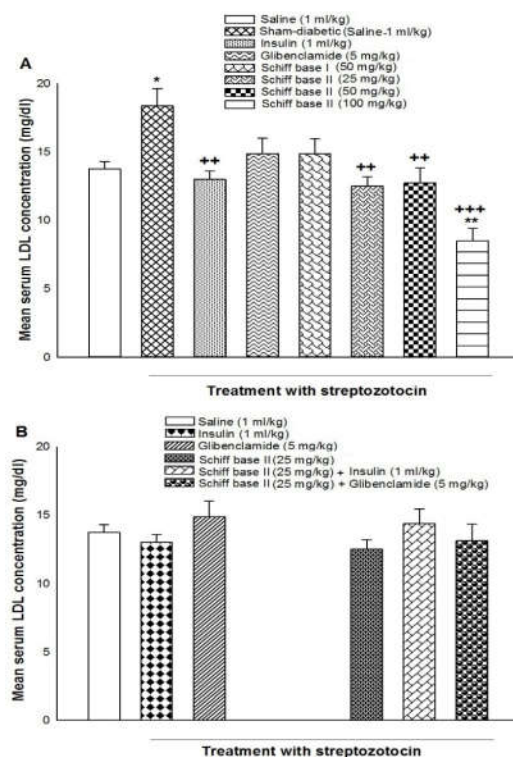 A
Saline (1 ml/kg)
Sham-diabetic (Saline-1 ml/kg)
Insulin (1 ml/kg)
Glibenclamide (5 mg/kg)
Schiff base I (50 mg/kg)
Schiff base II (25 mg/kg)
Schiff base II (50 mg/kg)
Schiff base II (100 mg/kg)
Mean serum LDL concentration (mg/dl)
20
15
10
5
0
*
++
++
++
+++
**
Treatment with streptozotocin
B
Saline (1 ml/kg)
Insulin (1 ml/kg)
Glibenclamide (5 mg/kg)
Schiff base II (25 mg/kg)
Schiff base II (25 mg/kg) + Insulin (1 ml/kg)
Schiff base II (25 mg/kg) + Glibenclamide (5 mg/kg)
Mean serum LDL concentration (mg/dl)
20
15
10
5
0
Treatment with streptozotocin